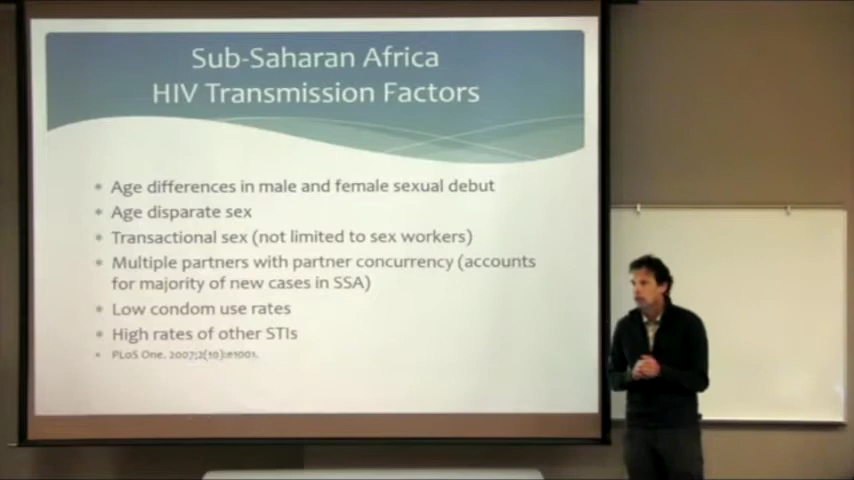 Sub-Saharan Africa
HIV Transmission Factors
• Age differences in male and female sexual debut
• Age disparate sex
• Transactional sex (not limited to sex workers)
• Multiple partners with partner concurrency (accounts
for majority of new cases in SSA)
• Low condom use rates
• High rates of other STIs
• PLoS One. 2007;2(10):e1001.